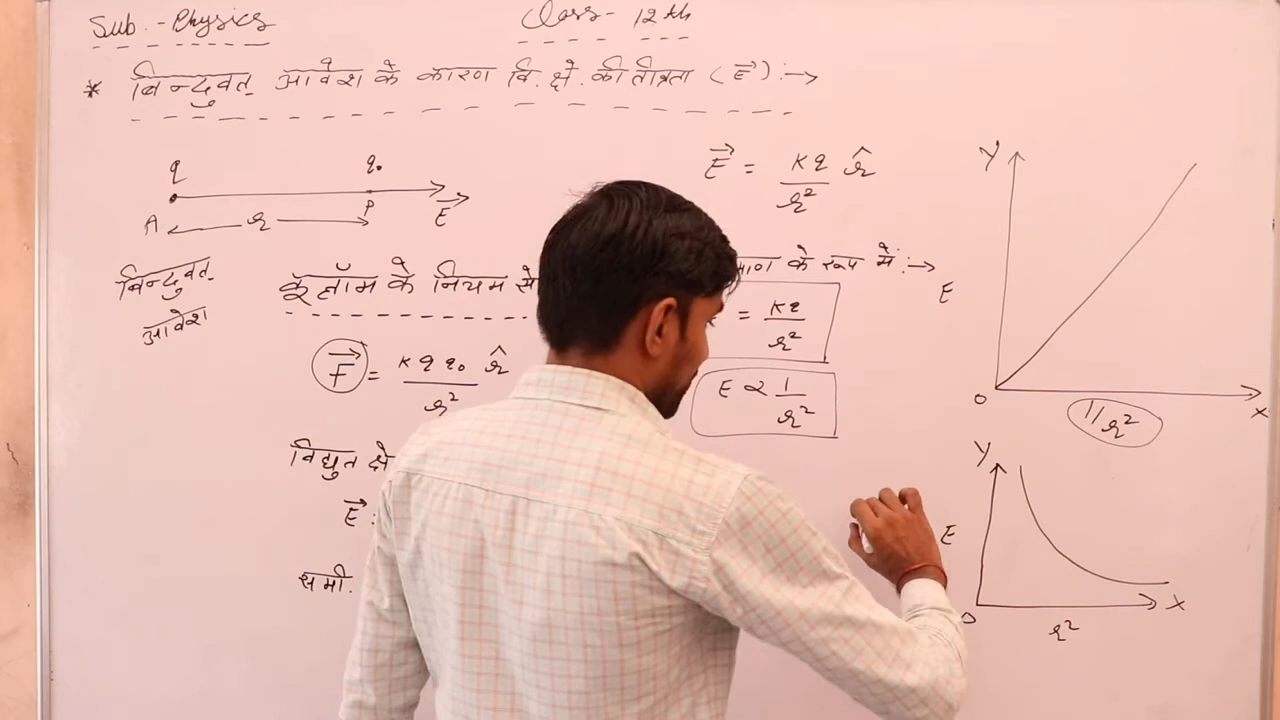 Sub. - Physics
Class - 12th
* बिन्दुवत् आवेश के कारण वि. क्षे. की तीव्रता (E→) :→
q q₀
A r P E→
बिन्दुवत्
आवेश
कूलॉम के नियम से
F→ = K q q₀ / r² r̂
विद्युत क्षे
E→ =
समी.
E→ = Kq / r² r̂
के रूप में :→
= Kq / r²
E ∝ 1 / r²
Y
E
O X
1/r²
Y
E
O X
r²